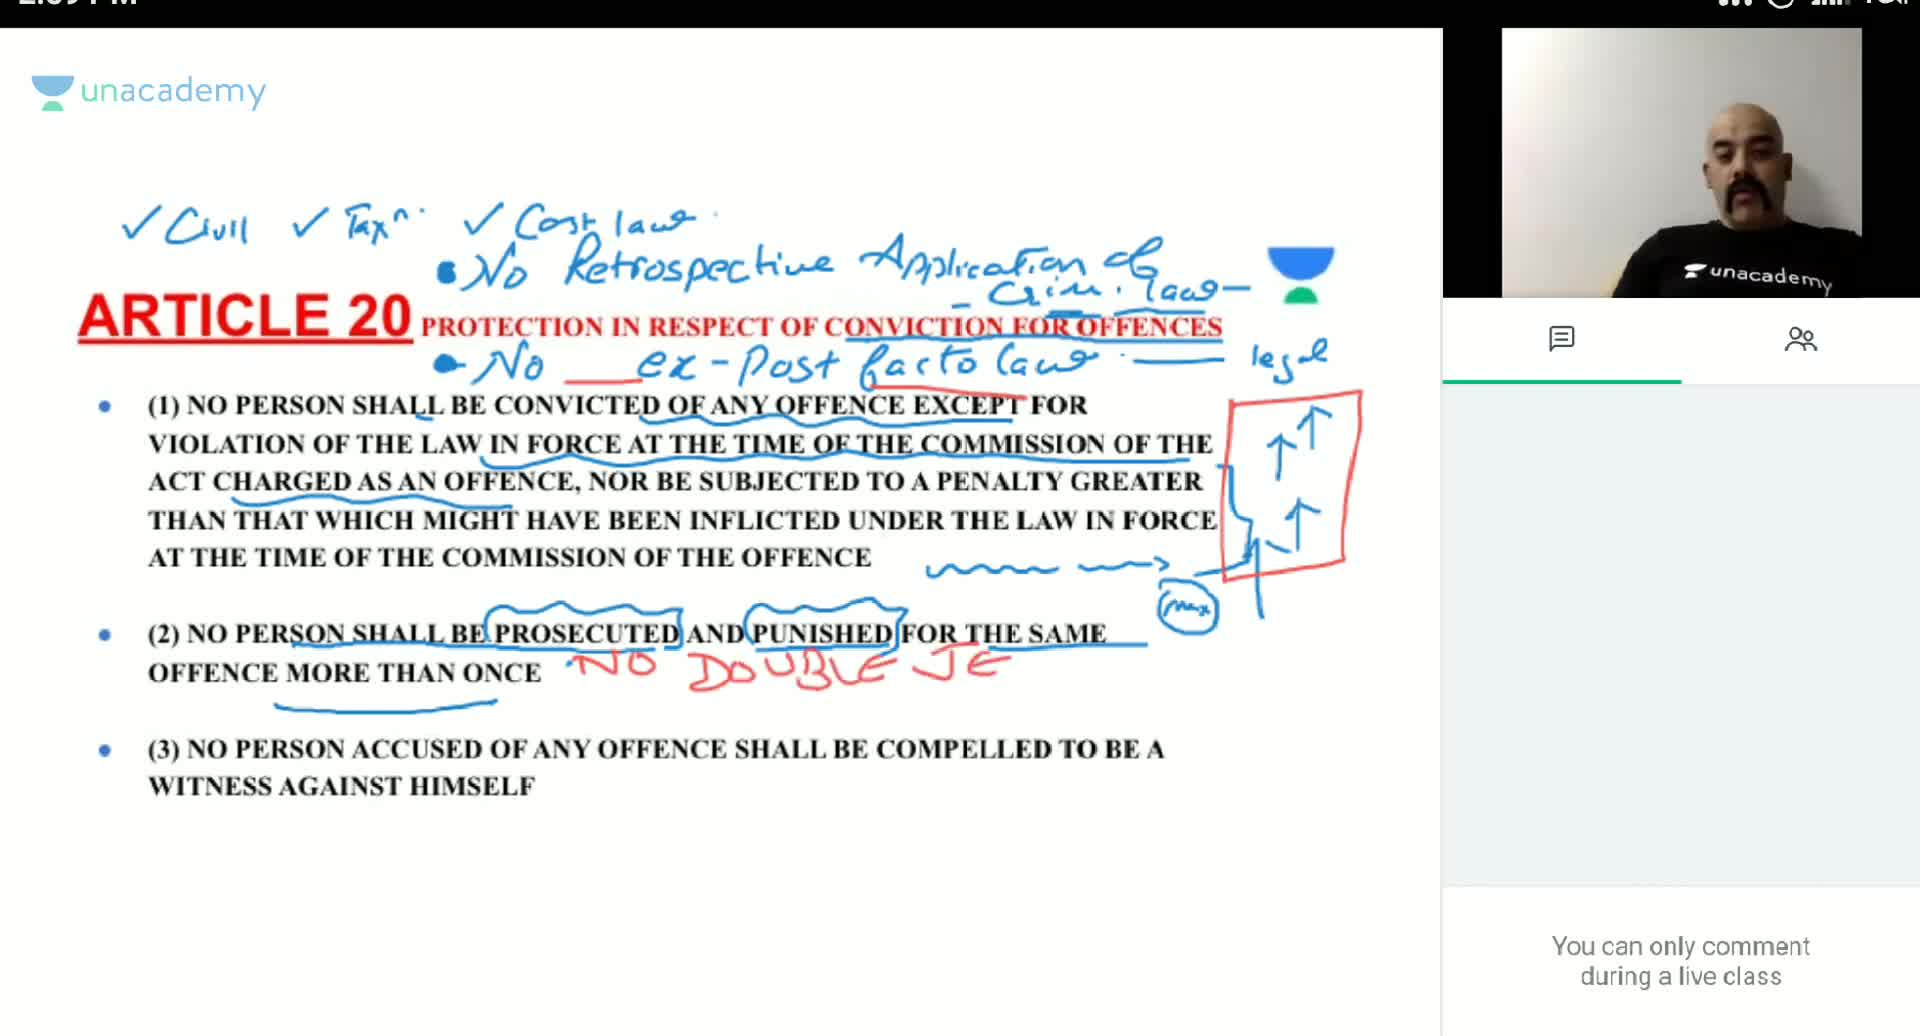 unacademy
✓ Civil ✓ Taxⁿ ✓ Cost law
• No Retrospective Application of
- Crim. law -
ARTICLE 20 PROTECTION IN RESPECT OF CONVICTION FOR OFFENCES
• No ex-post facto law
legal
• (1) NO PERSON SHALL BE CONVICTED OF ANY OFFENCE EXCEPT FOR
VIOLATION OF THE LAW IN FORCE AT THE TIME OF THE COMMISSION OF THE
ACT CHARGED AS AN OFFENCE, NOR BE SUBJECTED TO A PENALTY GREATER
THAN THAT WHICH MIGHT HAVE BEEN INFLICTED UNDER THE LAW IN FORCE
AT THE TIME OF THE COMMISSION OF THE OFFENCE
max
• (2) NO PERSON SHALL BE PROSECUTED AND PUNISHED FOR THE SAME
OFFENCE MORE THAN ONCE NO DOUBLE JE
• (3) NO PERSON ACCUSED OF ANY OFFENCE SHALL BE COMPELLED TO BE A
WITNESS AGAINST HIMSELF
unacademy
You can only comment
during a live class